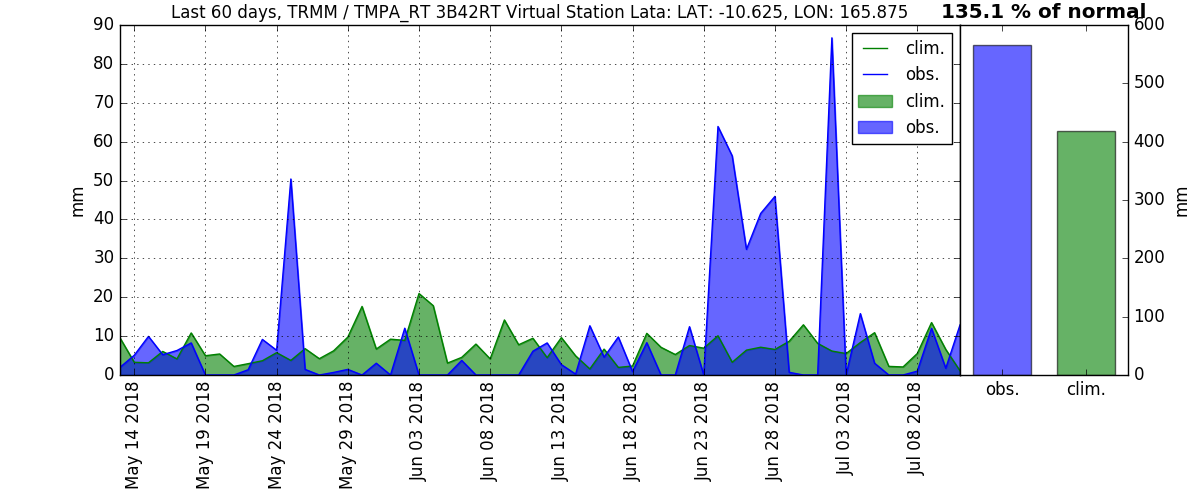 Last 60 days, TRMM / TMPA_RT 3B42RT Virtual Station Lata: LAT: -10.625, LON: 165.875
135.1 % of normal
90
80
70
60
50
40
30
20
10
0
mm
clim.
obs.
clim.
obs.
May 14 2018
May 19 2018
May 24 2018
May 29 2018
Jun 03 2018
Jun 08 2018
Jun 13 2018
Jun 18 2018
Jun 23 2018
Jun 28 2018
Jul 03 2018
Jul 08 2018
600
500
400
300
200
100
0
mm
obs.
clim.